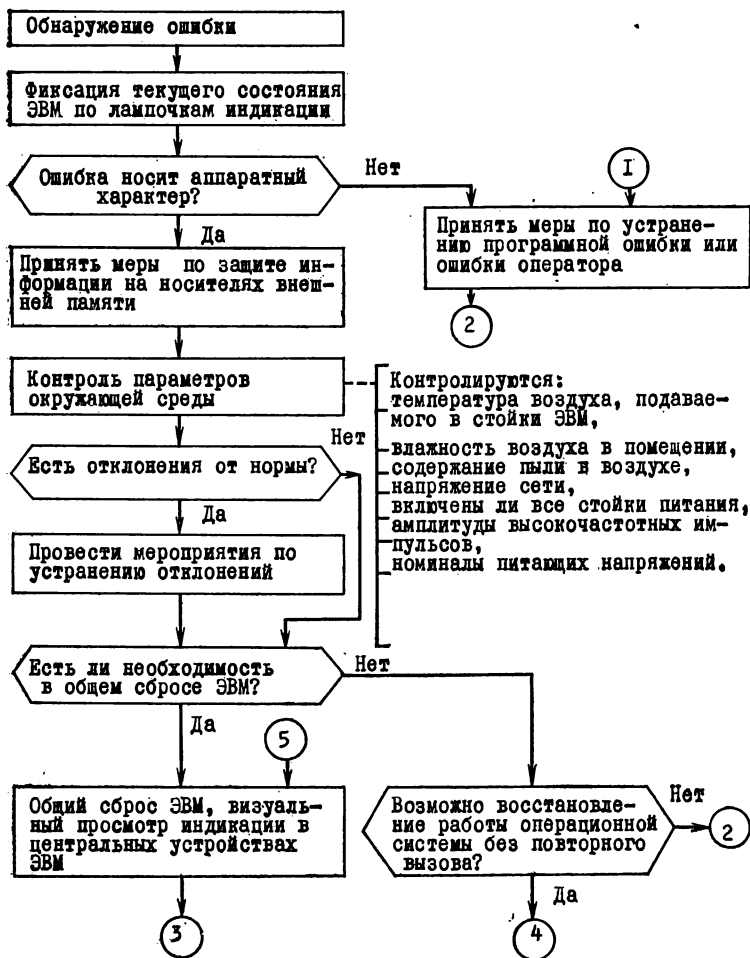 Обнаружение ошибки
Фиксация текущего состояния
ЭВМ по лампочкам индикации
Ошибка носит аппаратный
характер?
Нет
I
Да
Принять меры по устране-
нию программной ошибки или
ошибки оператора
2
Принять меры по защите ин-
формации на носителях внеш-
ней памяти
Контроль параметров
окружающей среды
Контролируются:
температура воздуха, подавае-
мого в стойки ЭВМ,
влажность воздуха в помещении,
содержание пыли в воздухе,
напряжение сети,
включены ли все стойки питания,
амплитуды высокочастотных им-
пульсов,
номиналы питающих напряжений.
Нет
Есть отклонения от нормы?
Да
Провести мероприятия по
устранению отклонений
Есть ли необходимость
в общем сбросе ЭВМ?
Нет
Да
5
Общий сброс ЭВМ, визуаль-
ный просмотр индикации в
центральных устройствах
ЭВМ
3
Возможно восстановле-
ние работы операционной
системы без повторного
вызова?
Нет
2
Да
4